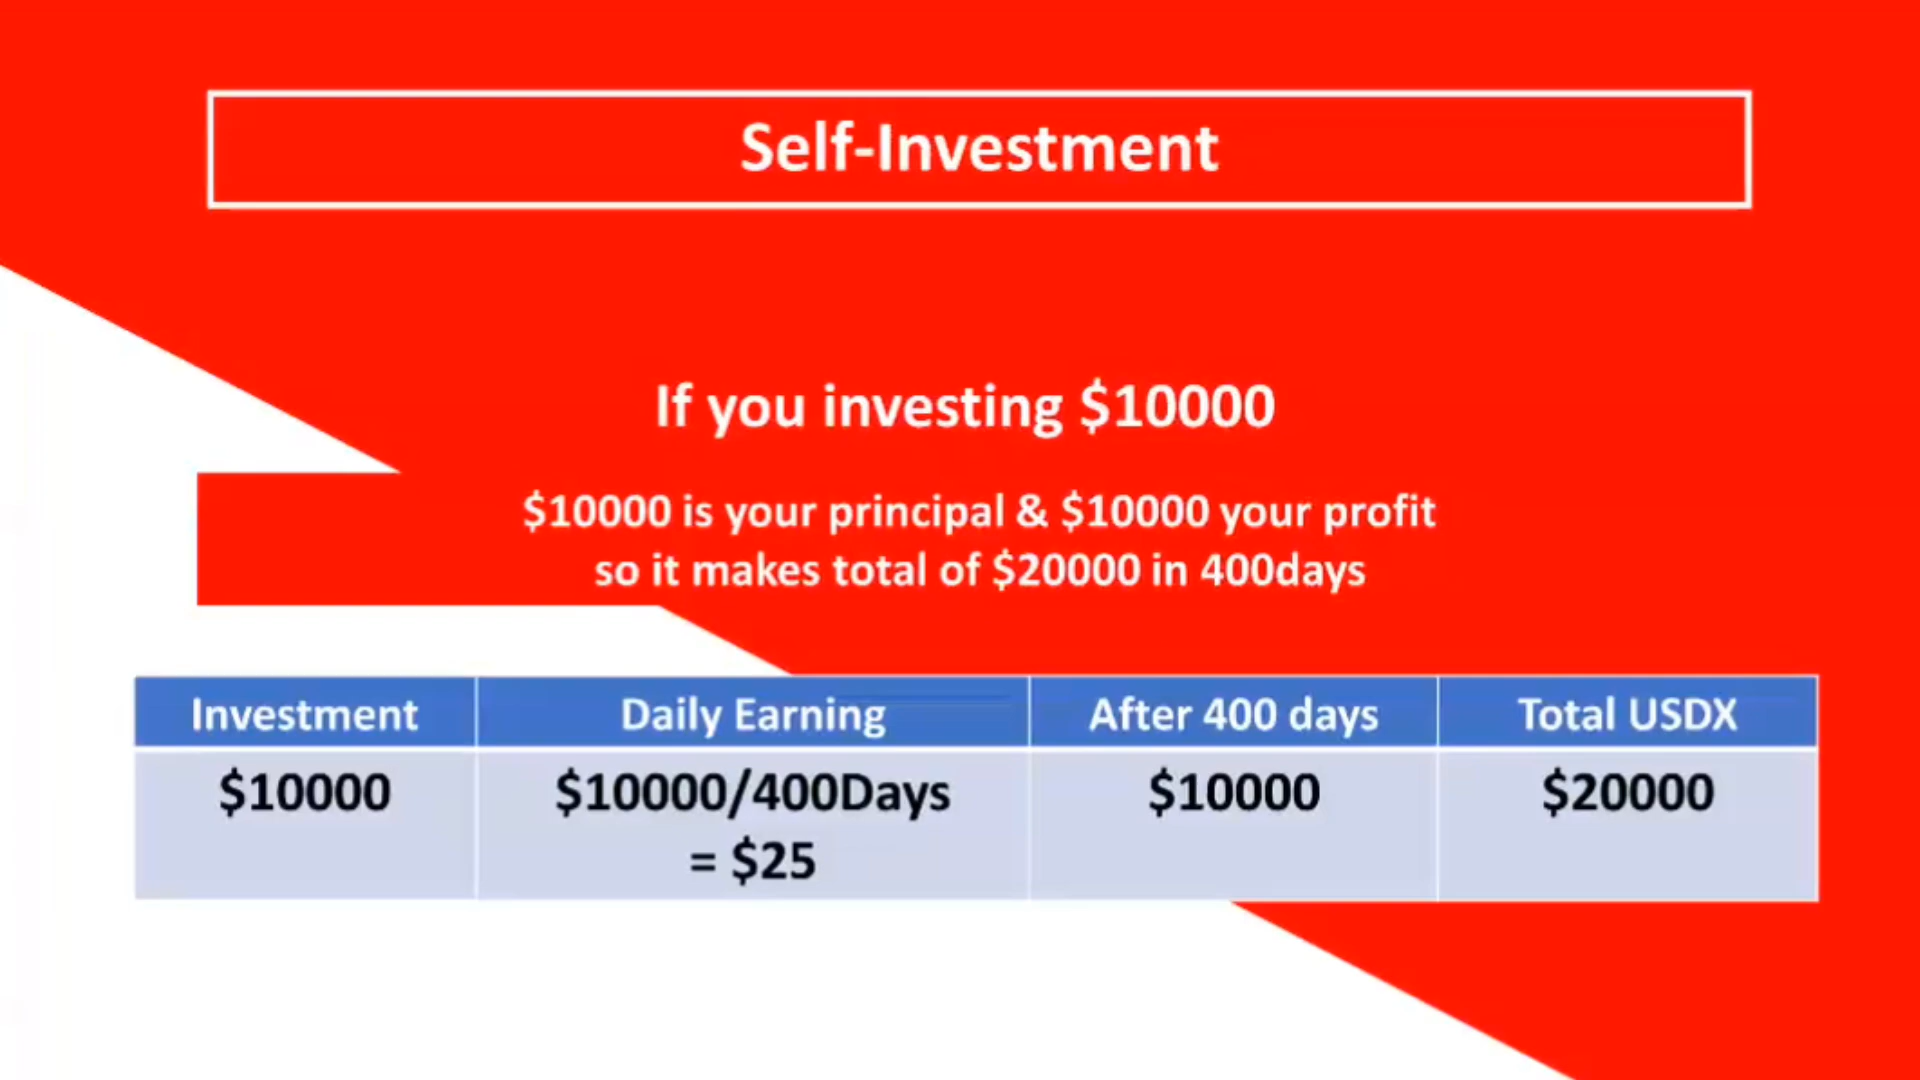 Self-Investment
If you investing $10000
$10000 is your principal & $10000 your profit
so it makes total of $20000 in 400days
Investment Daily Earning After 400 days Total USDX
$10000 $10000/400Days $10000 $20000
= $25